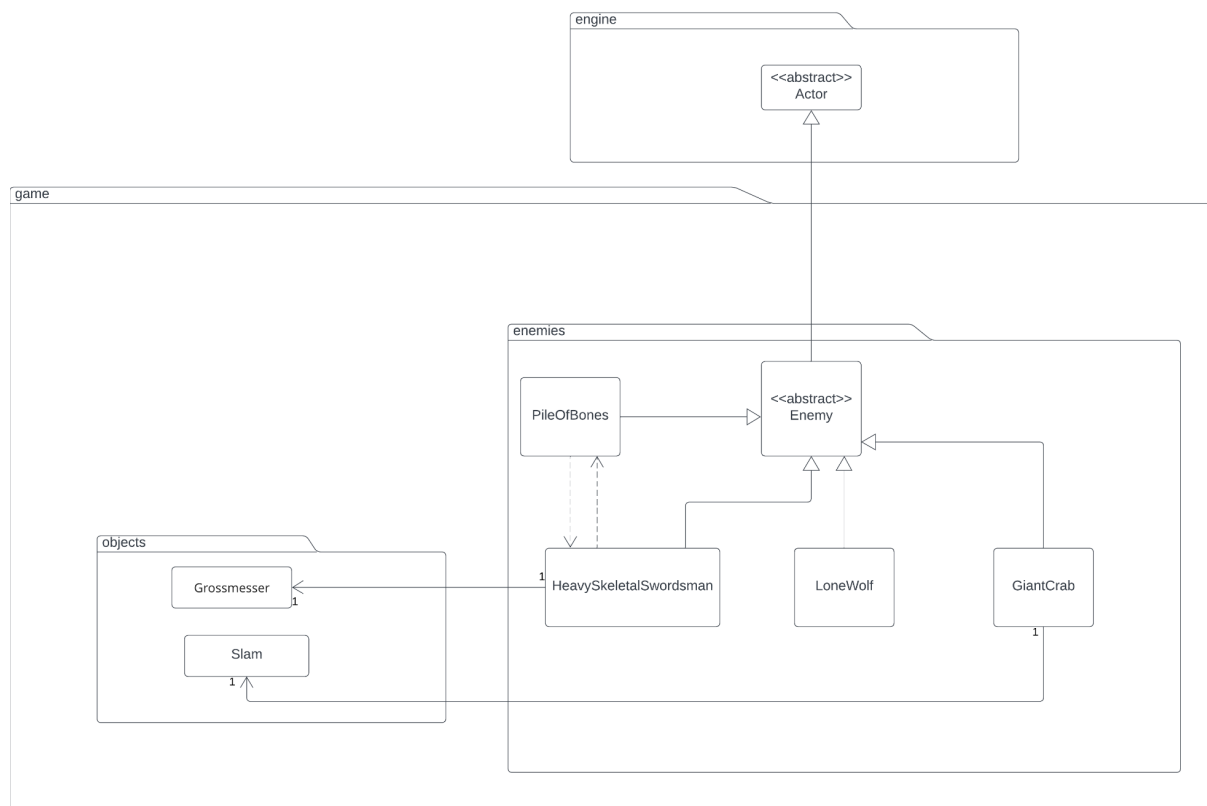 engine
<<abstract>>
Actor
game
enemies
PileOfBones
<<abstract>>
Enemy
objects
Grossmesser
1
1
HeavySkeletalSwordsman
LoneWolf
GiantCrab
1
Slam
1